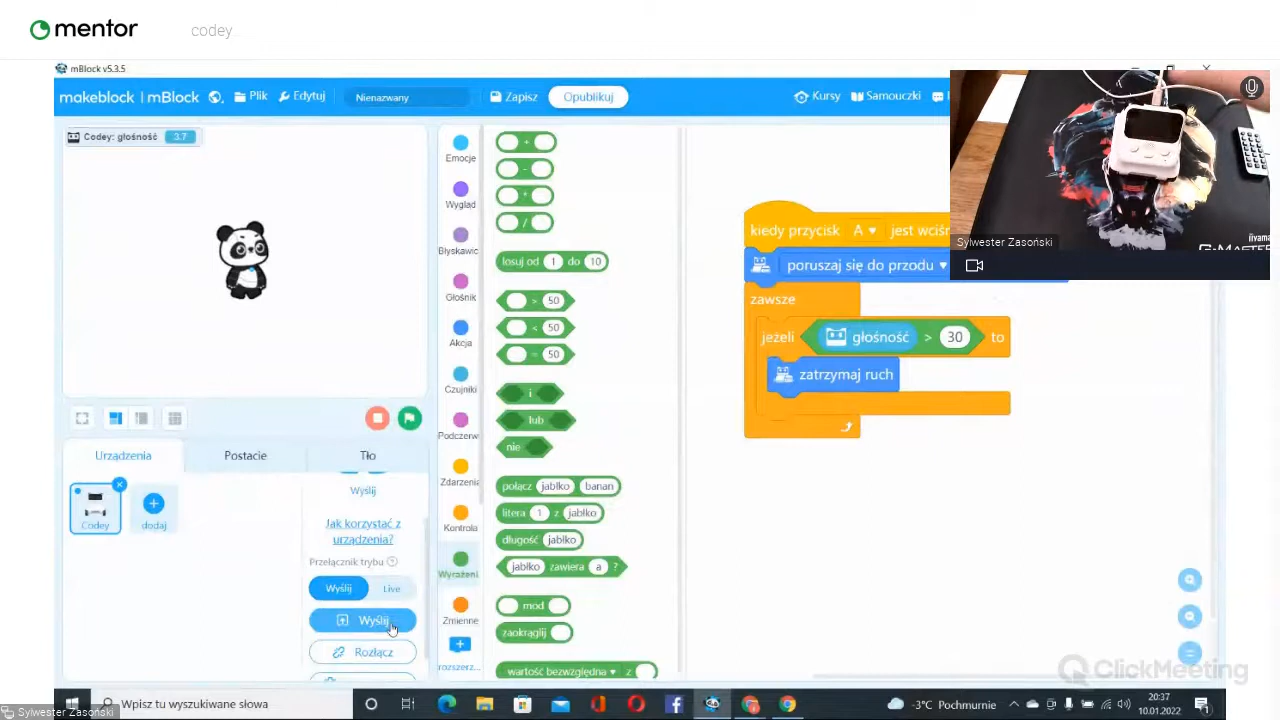 mentor
codey.
mBlock v5.3.5
makeblock | mBlock
Plik
Edytuj
Nienazwany
Zapisz
Opublikuj
Kursy
Samouczki
Codey: głośność 3.7
Emocje
Wygląd
Błyskawic
Głośnik
Akcja
Czujniki
Podczerw
Zdarzenia
Kontrola
Wyrażeni
Zmienne
rozszerz..
+
-
*
/
losuj od 1 do 10
> 50
< 50
= 50
i
lub
nie
połącz jabłko banan
litera 1 z jabłko
długość jabłko
jabłko zawiera a ?
mod
zaokrąglij
wartość bezwzględna z
kiedy przycisk A jest wciśn
poruszaj się do przodu
zawsze
jeżeli głośność > 30 to
zatrzymaj ruch
Sylwester Zasoński
iiyama
G-MASTER
Urządzenia
Postacie
Tło
Codey
dodaj
Wyślij
Jak korzystać z
urządzenia?
Przełącznik trybu ?
Wyślij
Live
Wyślij
Rozłącz
ClickMeeting
Wpisz tu wyszukiwane słowa
-3°C Pochmurnie
20:37
10.01.2022
1
Sylwester Zasoński